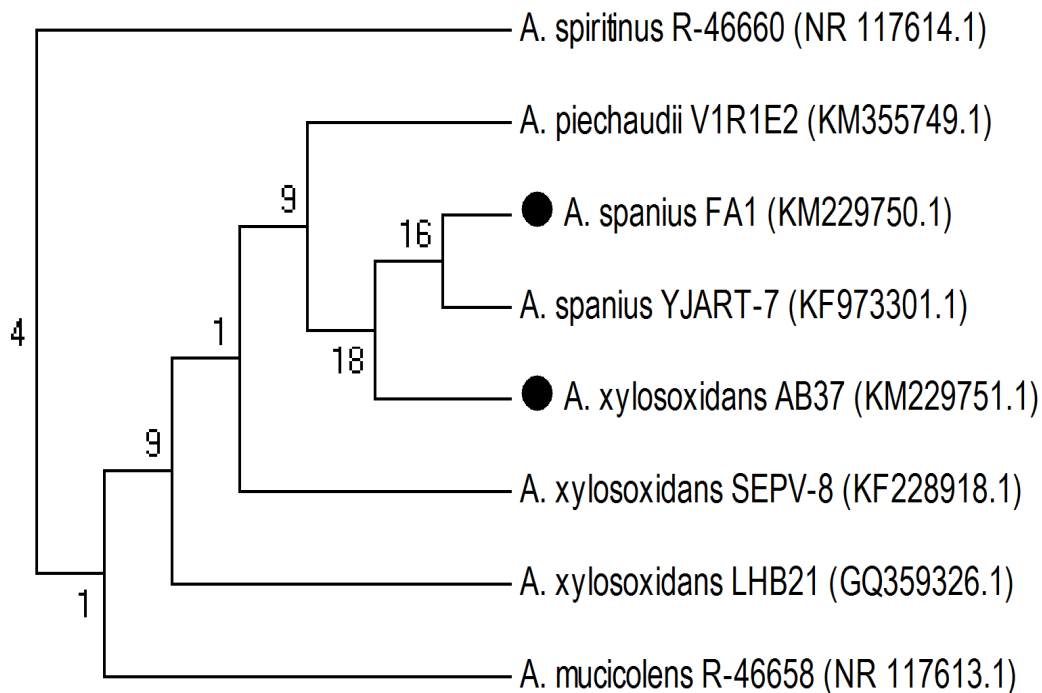 A. spiritinus R-46660 (NR 117614.1)
A. piechaudii V1R1E2 (KM355749.1)
9
A. spanius FA1 (KM229750.1)
16
A. spanius YJART-7 (KF973301.1)
4
1
18
A. xylosoxidans AB37 (KM229751.1)
9
A. xylosoxidans SEPV-8 (KF228918.1)
A. xylosoxidans LHB21 (GQ359326.1)
1
A. mucicolens R-46658 (NR 117613.1)